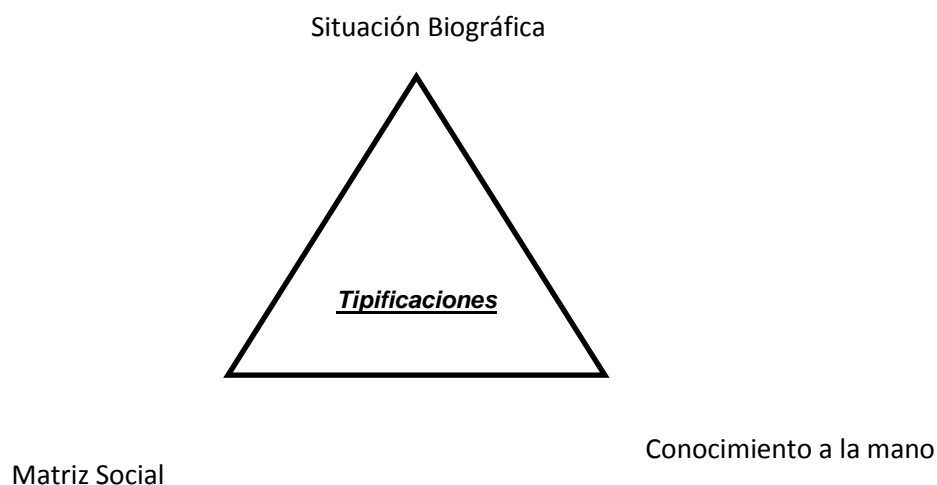 Situación Biográfica
Tipificaciones
Conocimiento a la mano
Matriz Social